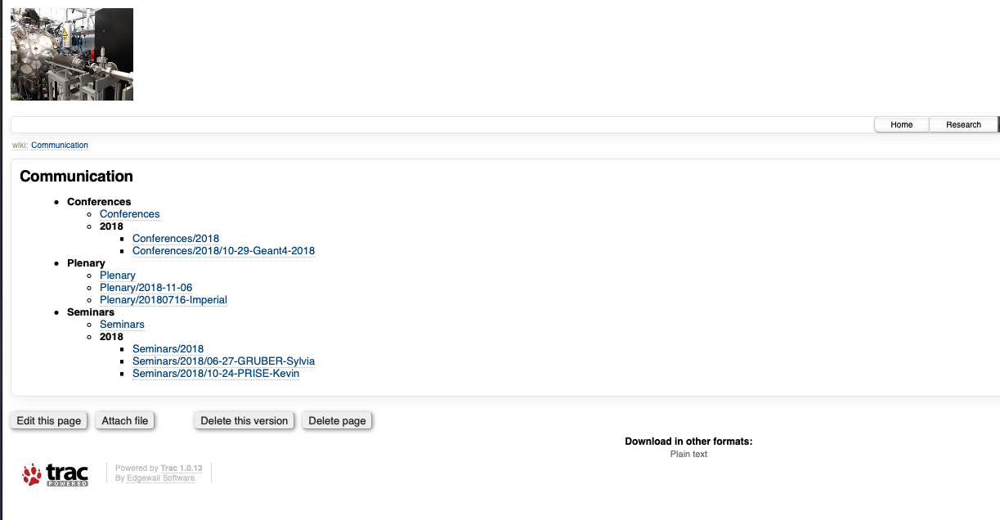 Home Research
wiki: Communication
Communication
Conferences
Conferences
2018
Conferences/2018
Conferences/2018/10-29-Geant4-2018
Plenary
Plenary
Plenary/2018-11-06
Plenary/20180716-Imperial
Seminars
Seminars
2018
Seminars/2018
Seminars/2018/06-27-GRUBER-Sylvia
Seminars/2018/10-24-PRISE-Kevin
Edit this page Attach file Delete this version Delete page
Download in other formats:
Plain text
trac
POWERED
Powered by Trac 1.0.13
By Edgewall Software.